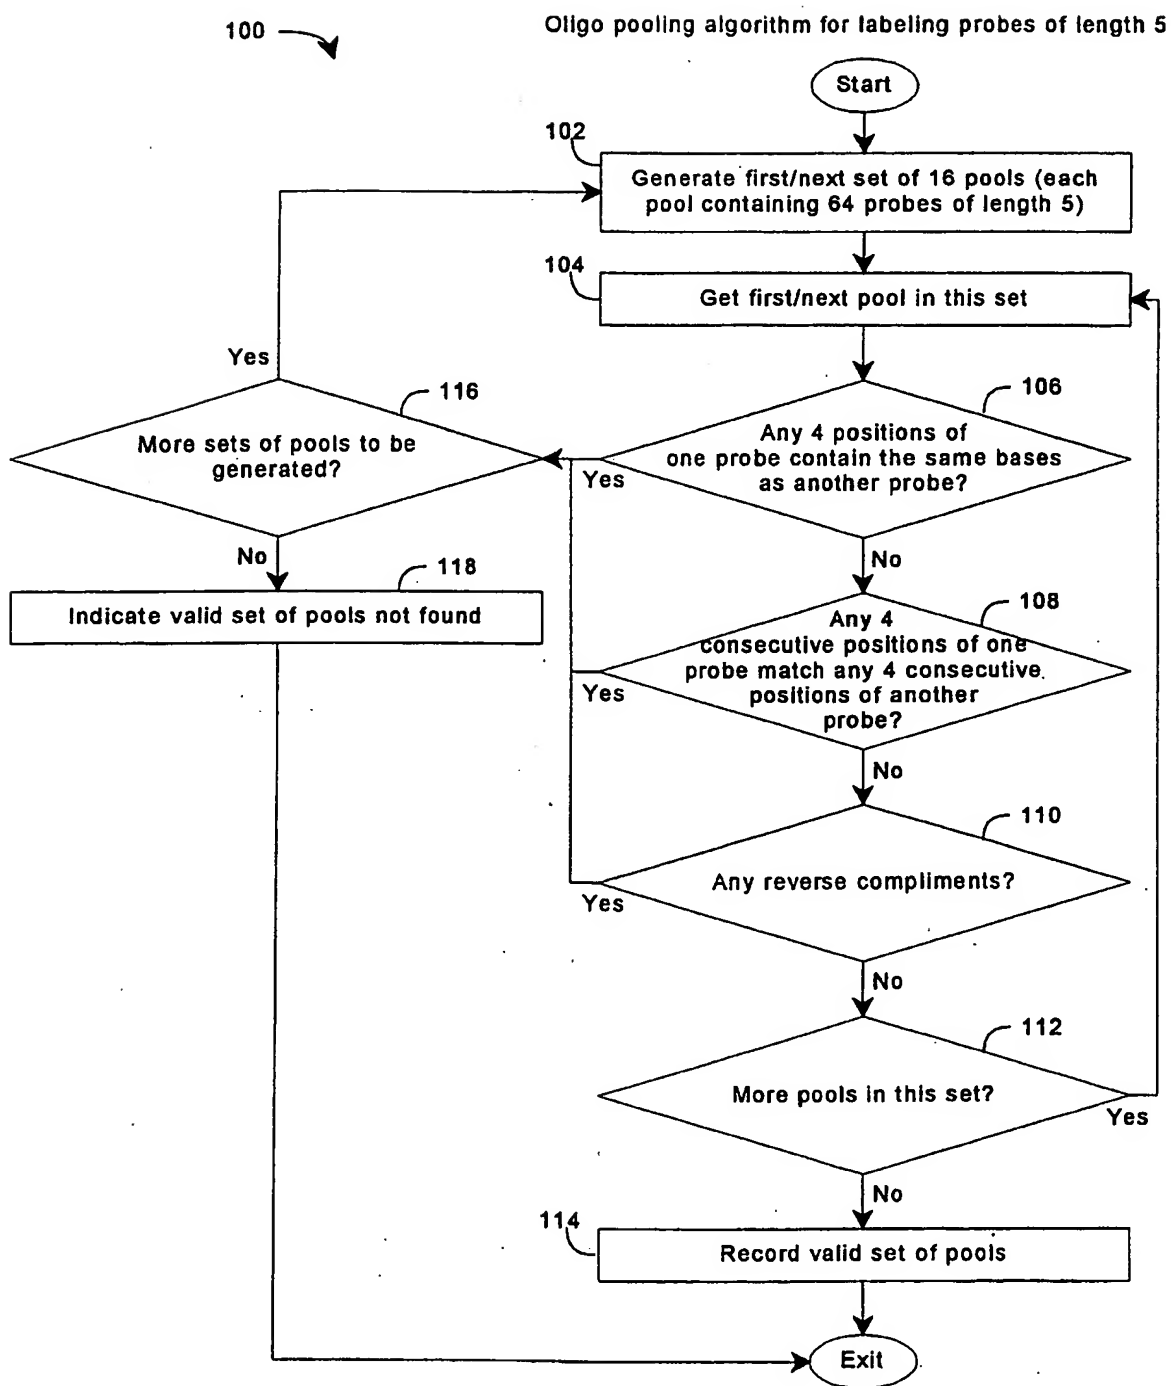 100
Oligo pooling algorithm for labeling probes of length 5
Start
102
Generate first/next set of 16 pools (each
pool containing 64 probes of length 5)
104
Get first/next pool in this set
Yes
116
106
More sets of pools to be
generated?
Any 4 positions of
one probe contain the same bases
as another probe?
Yes
No
No
118
Indicate valid set of pools not found
108
Any 4
consecutive positions of one
probe match any 4 consecutive
positions of another
probe?
Yes
No
110
Any reverse compliments?
Yes
No
112
More pools in this set?
Yes
No
114
Record valid set of pools
Exit